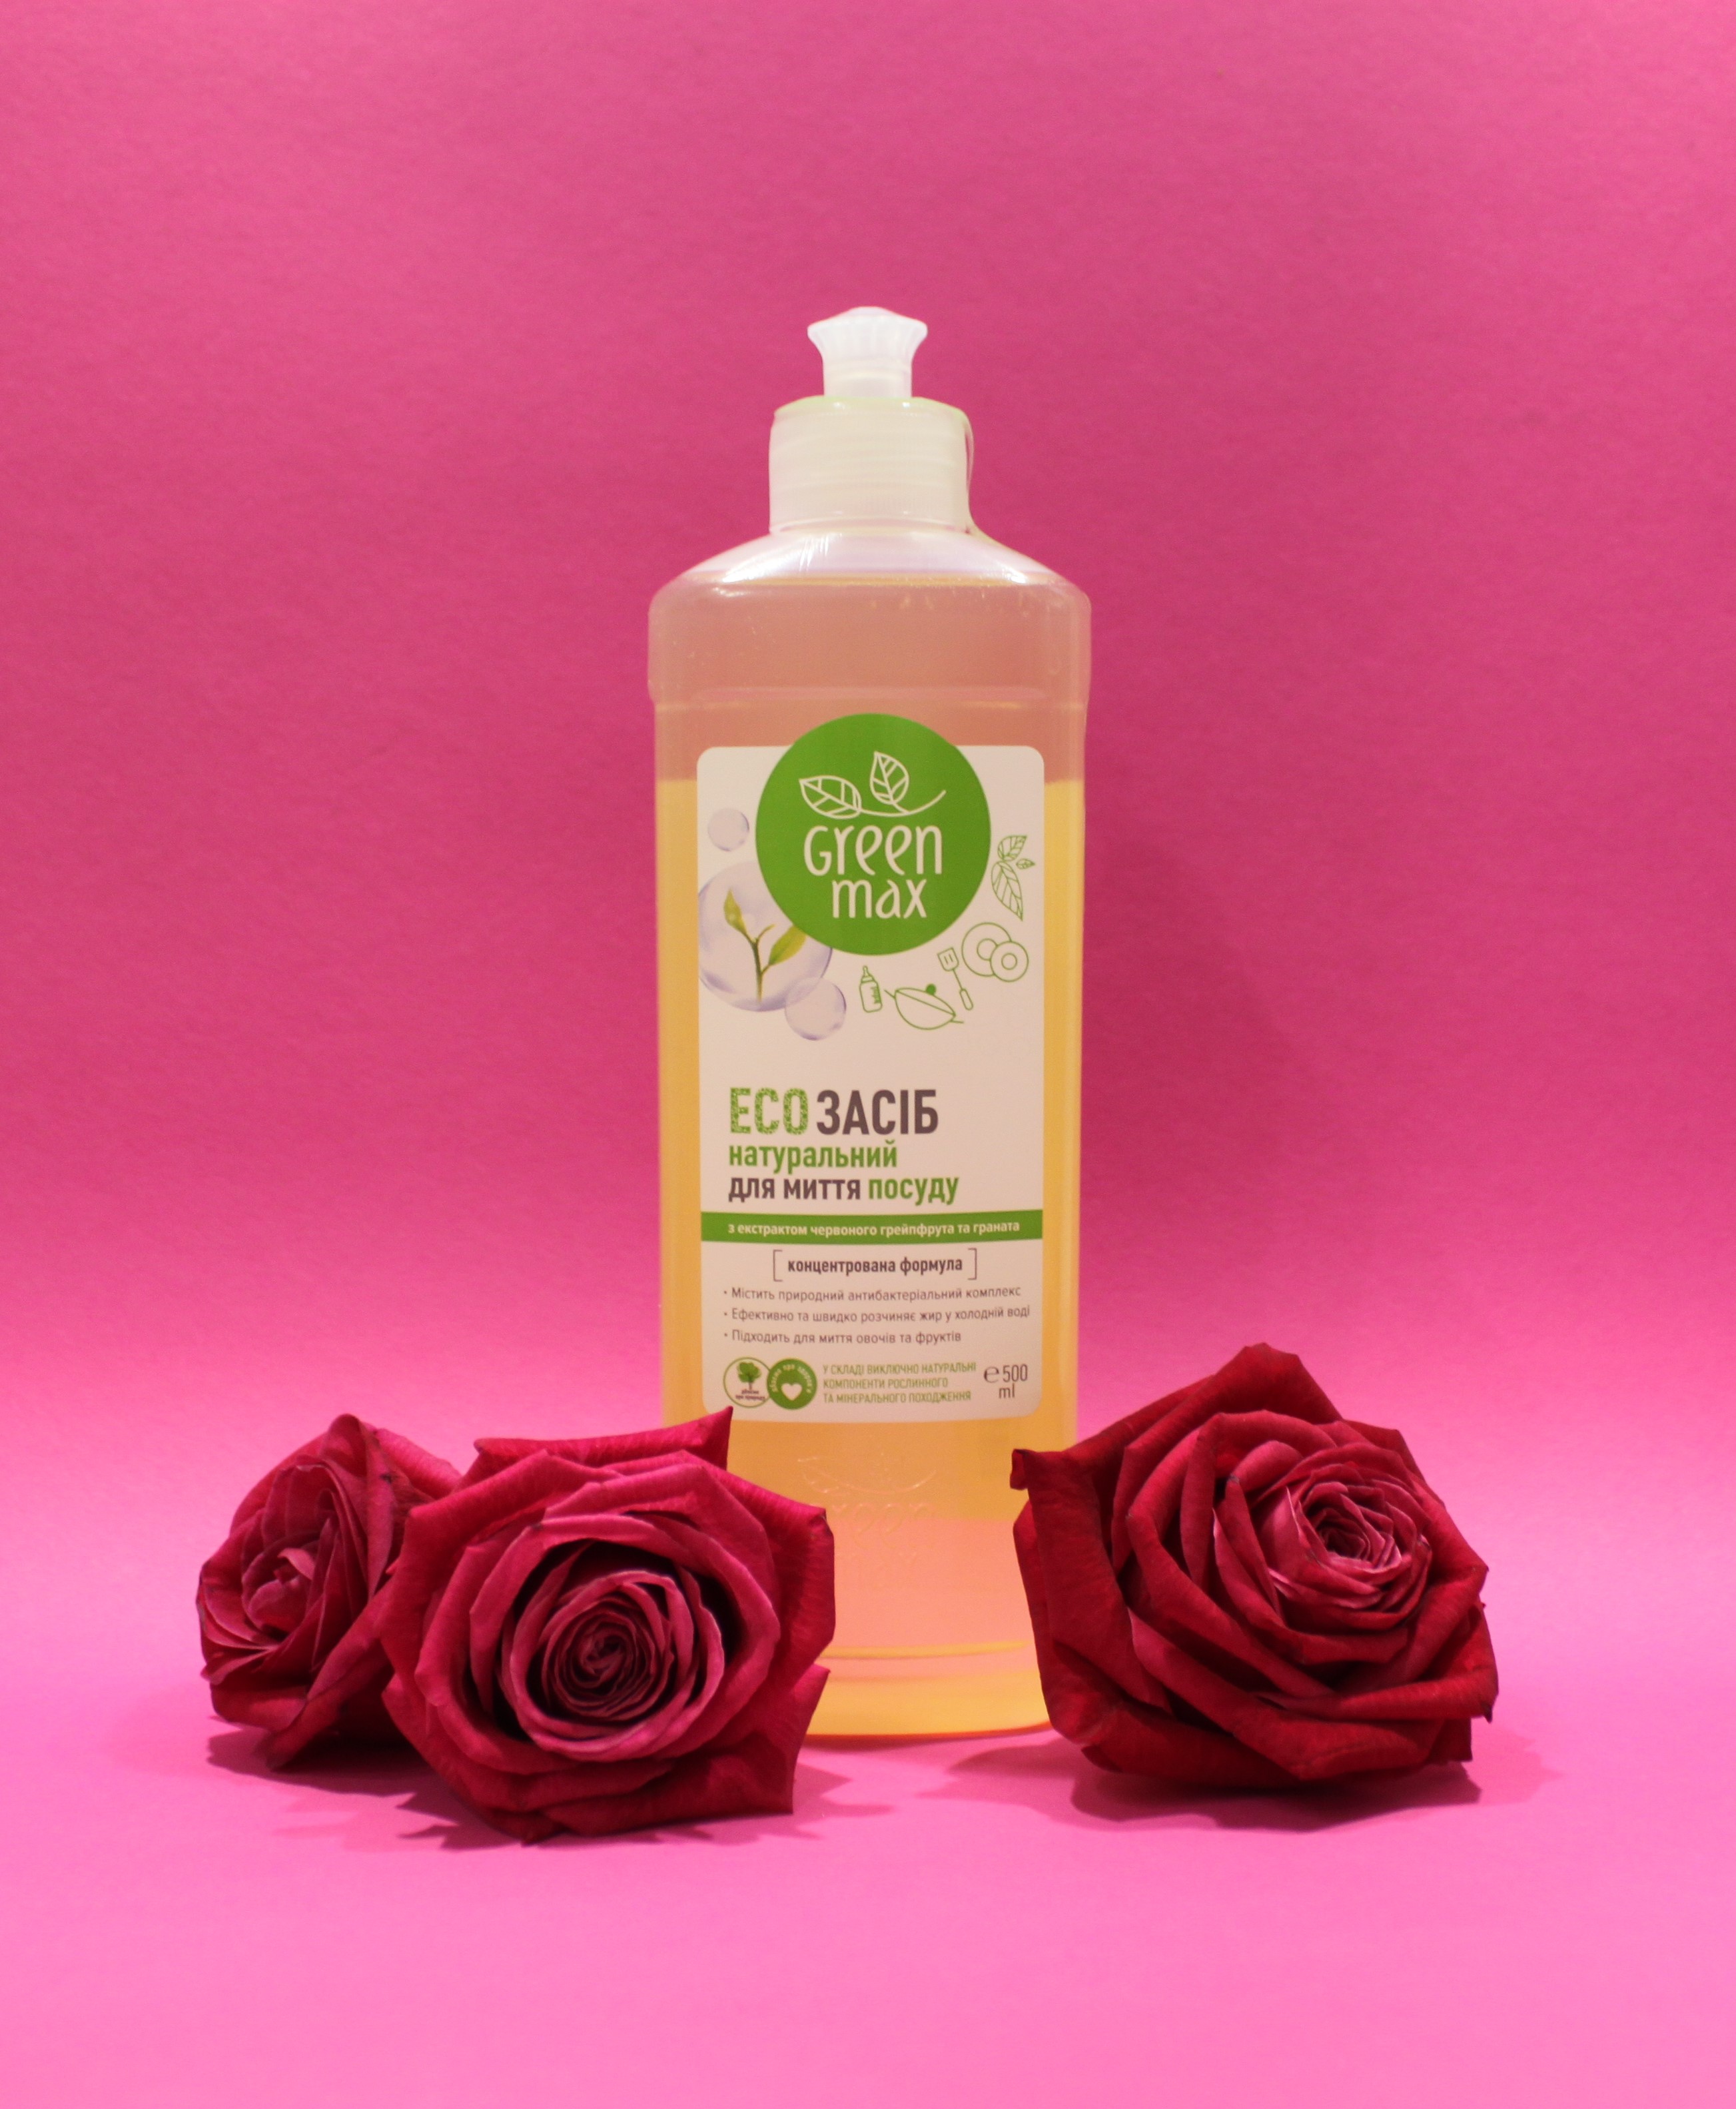 Green
max
ECO ЗАСІБ
натуральний
для миття посуду
з екстрактом червоного грейпфрута та граната
[концентрована формула]
• Містить природний антибактеріальний комплекс
• Ефективно та швидко розчиняє жир у холодній воді
• Підходить для миття овочів та фруктів
У СКЛАДІ ВИКЛЮЧНО НАТУРАЛЬНІ
КОМПОНЕНТИ РОСЛИННОГО
ТА МІНЕРАЛЬНОГО ПОХОДЖЕННЯ
℮500
ml
Green